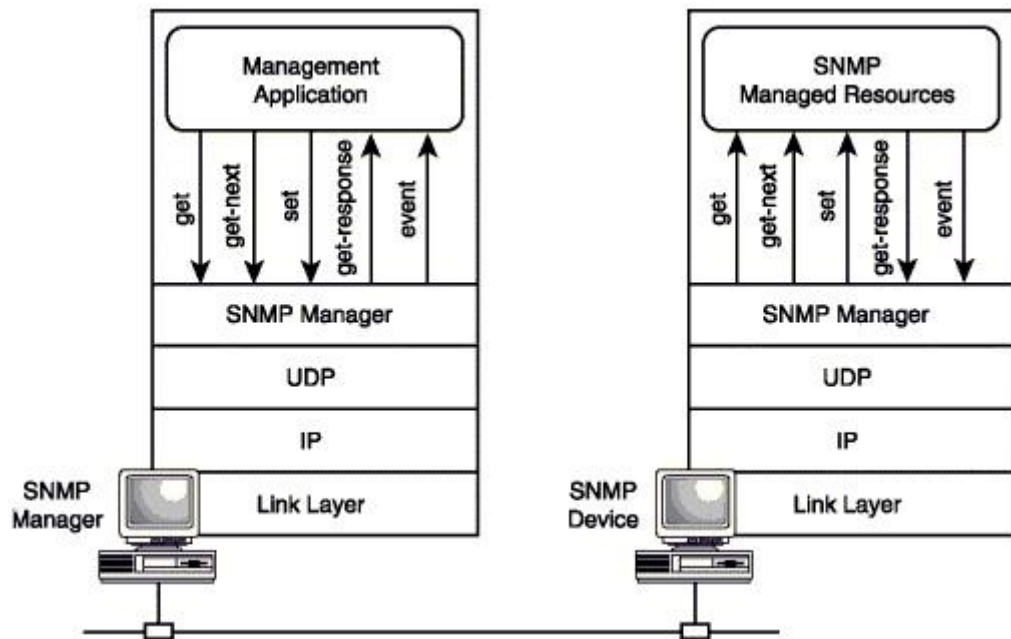 Management
Application
get
get-next
set
get-response
event
SNMP Manager
UDP
IP
Link Layer
SNMP
Manager
SNMP
Managed Resources
get
get-next
set
get-response
event
SNMP Manager
UDP
IP
Link Layer
SNMP
Device